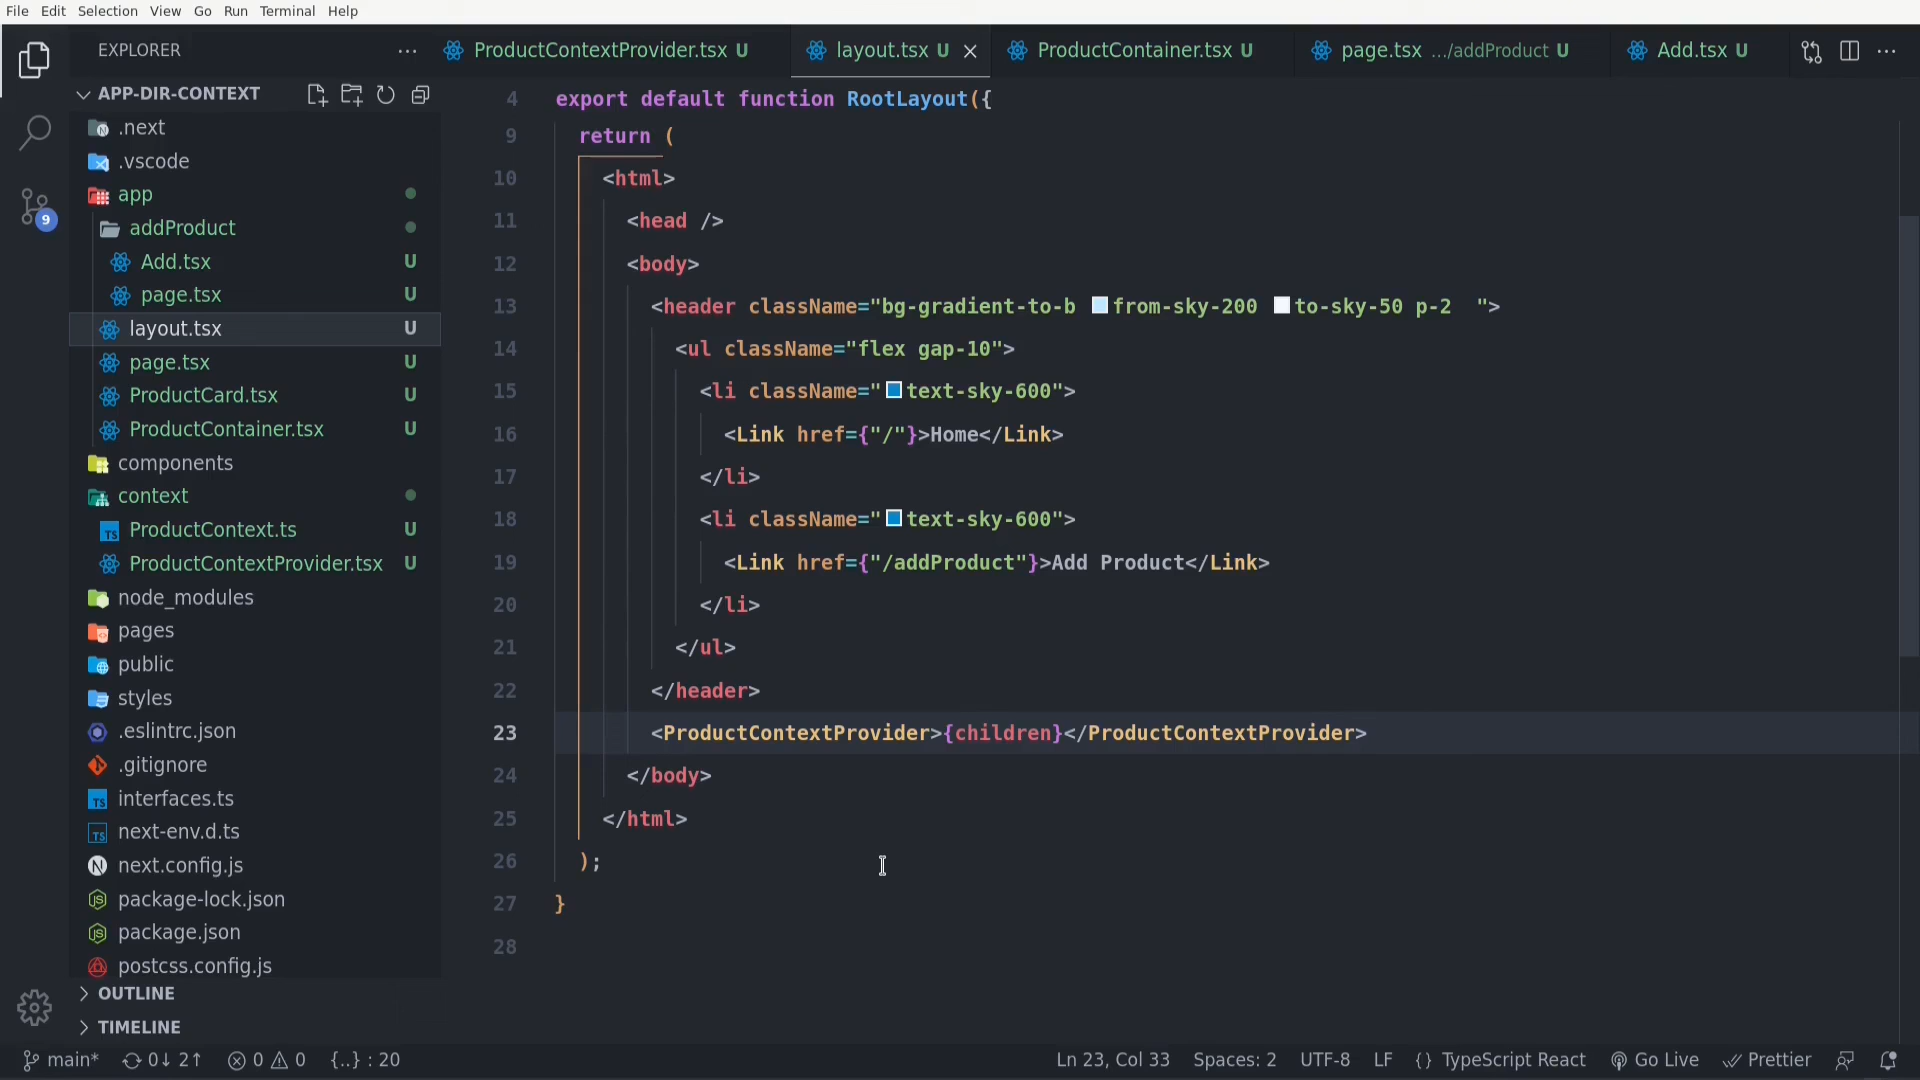 File Edit Selection View Go Run Terminal Help
EXPLORER
ProductContextProvider.tsx U
layout.tsx U
ProductContainer.tsx U
page.tsx .../addProduct U
Add.tsx U
APP-DIR-CONTEXT
.next
.vscode
app
addProduct
Add.tsx U
page.tsx U
layout.tsx U
page.tsx U
ProductCard.tsx U
ProductContainer.tsx U
components
context
ProductContext.ts U
ProductContextProvider.tsx U
node_modules
pages
public
styles
.eslintrc.json
.gitignore
interfaces.ts
next-env.d.ts
next.config.js
package-lock.json
package.json
postcss.config.js
OUTLINE
TIMELINE
9
4 export default function RootLayout({
9 return (
10 <html>
11 <head />
12 <body>
13 <header className="bg-gradient-to-b from-sky-200 to-sky-50 p-2  ">
14 <ul className="flex gap-10">
15 <li className="text-sky-600">
16 <Link href={"/"}>Home</Link>
17 </li>
18 <li className="text-sky-600">
19 <Link href={"/addProduct"}>Add Product</Link>
20 </li>
21 </ul>
22 </header>
23 <ProductContextProvider>{children}</ProductContextProvider>
24 </body>
25 </html>
26 );
27 }
28
main* 0↓ 2↑ 0 0 {..} : 20
Ln 23, Col 33 Spaces: 2 UTF-8 LF {} TypeScript React Go Live Prettier